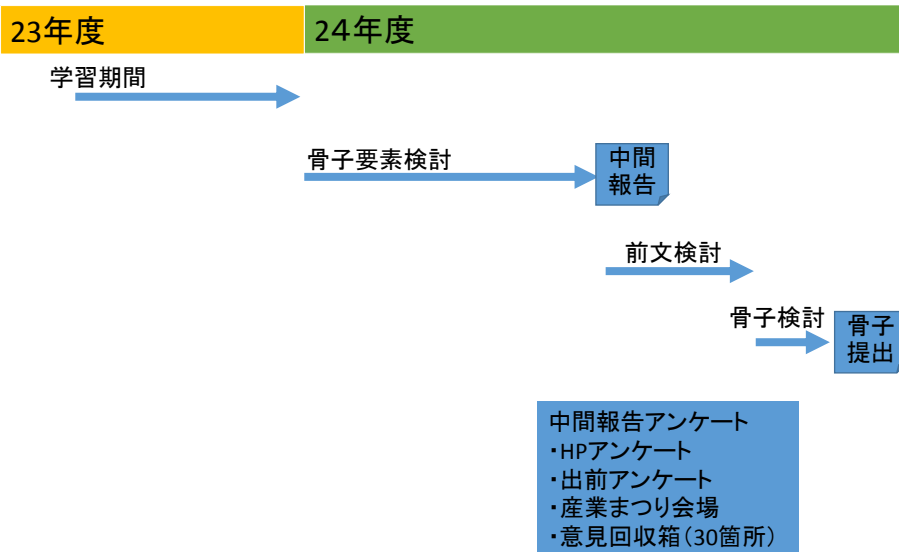 23年度
24年度
学習期間
骨子要素検討
中間
報告
前文検討
骨子検討
骨子
提出
中間報告アンケート
・HPアンケート
・出前アンケート
・産業まつり会場
・意見回収箱(30箇所)